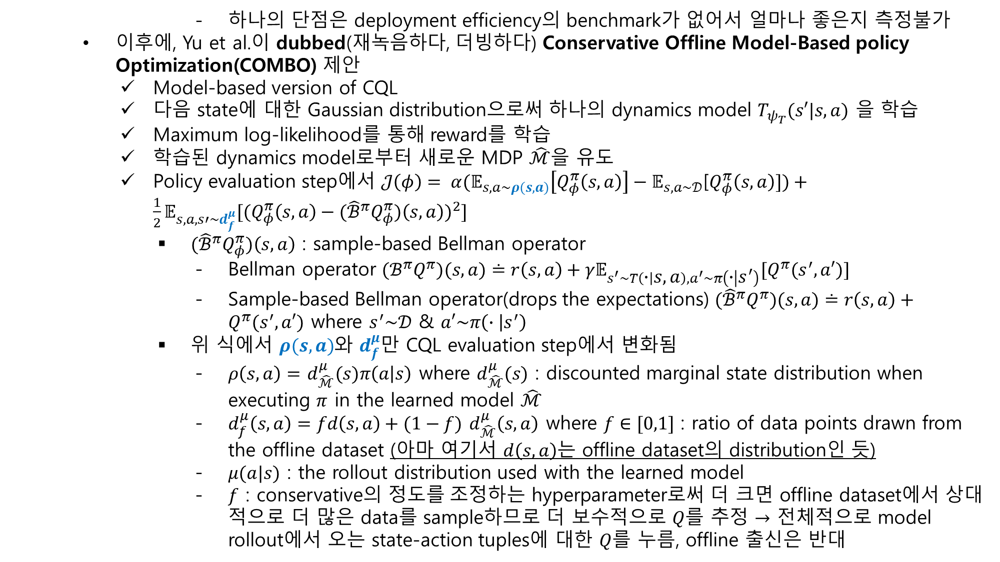 - 하나의 단점은 deployment efficiency의 benchmark가 없어서 얼마나 좋은지 측정불가
• 이후에, Yu et al.이 dubbed(재녹음하다, 더빙하다) Conservative Offline Model-Based policy
Optimization(COMBO) 제안
✓ Model-based version of CQL
✓ 다음 state에 대한 Gaussian distribution으로써 하나의 dynamics model $T_{\psi_T}(s'|s,a)$ 을 학습
✓ Maximum log-likelihood를 통해 reward를 학습
✓ 학습된 dynamics model로부터 새로운 MDP $\widehat{\mathcal{M}}$을 유도
✓ Policy evaluation step에서 $\mathcal{J}(\phi) = \alpha(\mathbb{E}_{s,a\sim\rho(s,a)}[Q_\phi^\pi(s,a)] - \mathbb{E}_{s,a\sim\mathcal{D}}[Q_\phi^\pi(s,a)]) +$
$\frac{1}{2}\mathbb{E}_{s,a,s'\sim d_f^\mu}[(Q_\phi^\pi(s,a) - (\widehat{\mathcal{B}}^\pi Q_\phi^\pi)(s,a))^2]$
▪ $(\widehat{\mathcal{B}}^\pi Q_\phi^\pi)(s,a)$ : sample-based Bellman operator
- Bellman operator $(\mathcal{B}^\pi Q^\pi)(s,a) \doteq r(s,a) + \gamma\mathbb{E}_{s'\sim T(\cdot|s,a),a'\sim\pi(\cdot|s')}[Q^\pi(s',a')]$
- Sample-based Bellman operator(drops the expectations) $(\widehat{\mathcal{B}}^\pi Q^\pi)(s,a) \doteq r(s,a) +$
$Q^\pi(s',a')$ where $s'\sim\mathcal{D}$ & $a'\sim\pi(\cdot|s')$
▪ 위 식에서 $\rho(s,a)$와 $d_f^\mu$만 CQL evaluation step에서 변화됨
- $\rho(s,a) = d_{\widehat{\mathcal{M}}}^\mu(s)\pi(a|s)$ where $d_{\widehat{\mathcal{M}}}^\mu(s)$ : discounted marginal state distribution when
executing $\pi$ in the learned model $\widehat{\mathcal{M}}$
- $d_f^\mu(s,a) = fd(s,a) + (1-f)\ d_{\widehat{\mathcal{M}}}^\mu(s,a)$ where $f \in [0,1]$ : ratio of data points drawn from
the offline dataset (아마 여기서 $d(s,a)$는 offline dataset의 distribution인 듯)
- $\mu(a|s)$ : the rollout distribution used with the learned model
- $f$ : conservative의 정도를 조정하는 hyperparameter로써 더 크면 offline dataset에서 상대
적으로 더 많은 data를 sample하므로 더 보수적으로 $Q$를 추정 → 전체적으로 model
rollout에서 오는 state-action tuples에 대한 $Q$를 누름, offline 출신은 반대